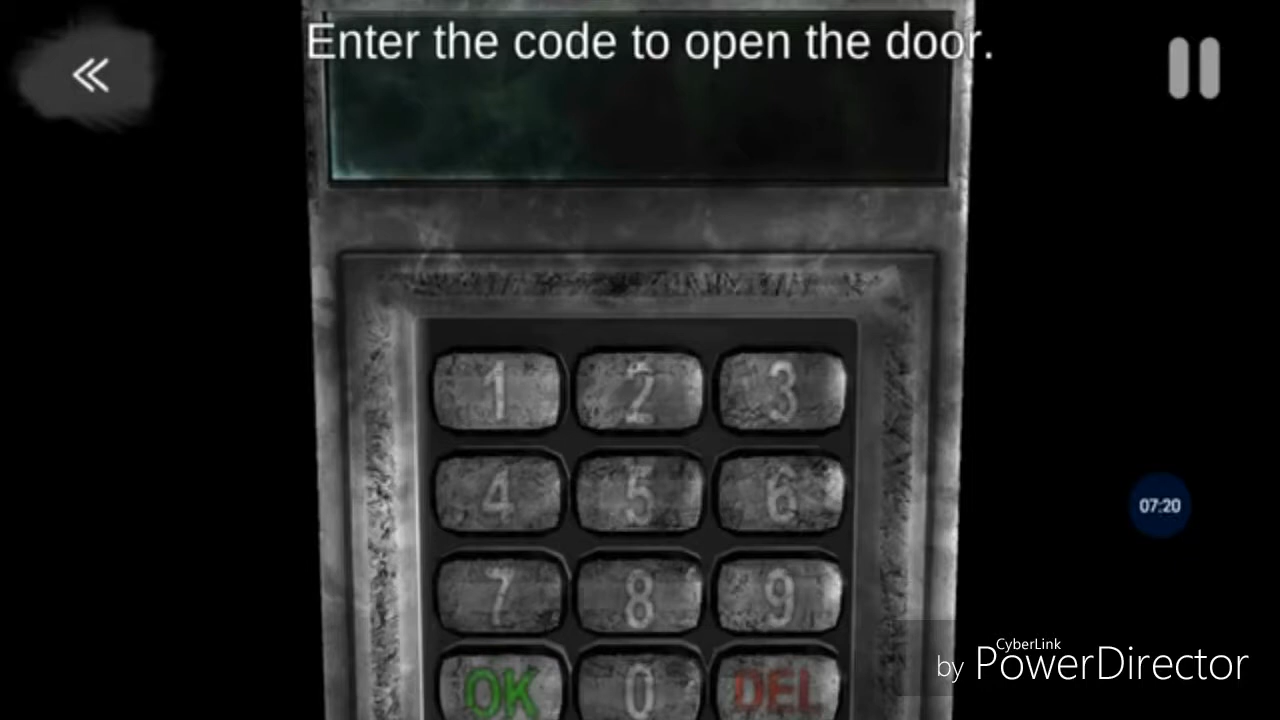 Enter the code to open the door.
1 2 3
4 5 6
07:20
7 8 9
OK 0 DEL
CyberLink
by PowerDirector